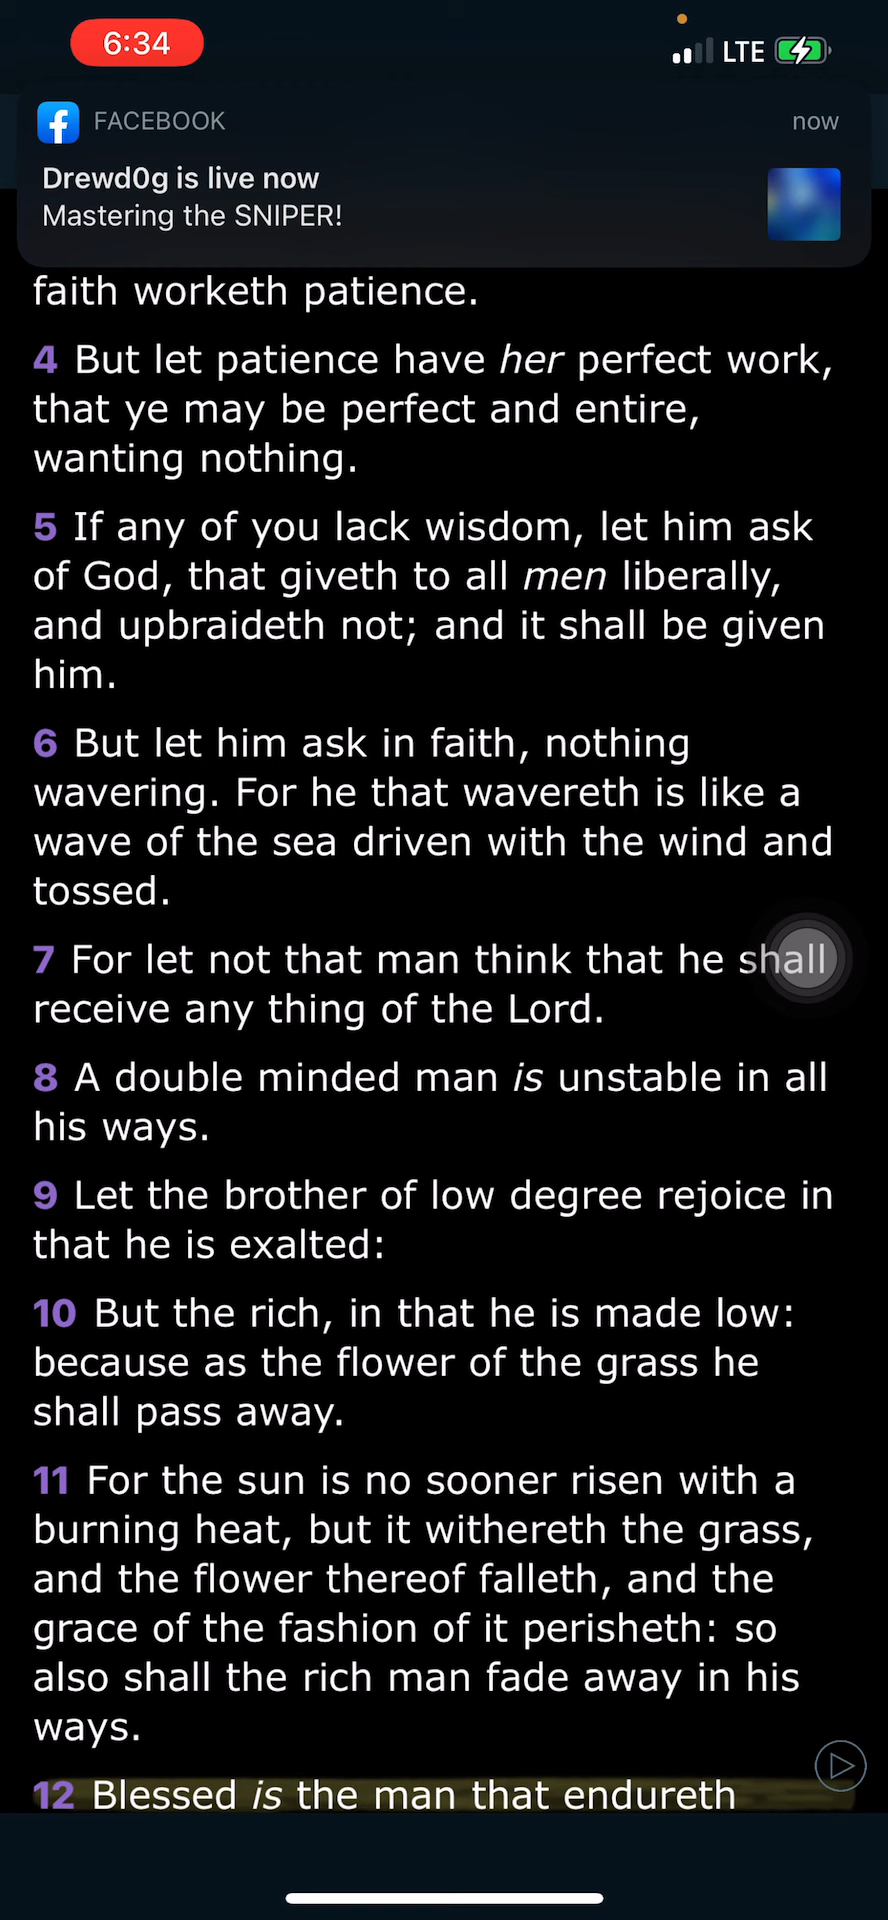 6:34
LTE
FACEBOOK
now
Drewd0g is live now
Mastering the SNIPER!
faith worketh patience.
4 But let patience have her perfect work,
that ye may be perfect and entire,
wanting nothing.
5 If any of you lack wisdom, let him ask
of God, that giveth to all men liberally,
and upbraideth not; and it shall be given
him.
6 But let him ask in faith, nothing
wavering. For he that wavereth is like a
wave of the sea driven with the wind and
tossed.
7 For let not that man think that he shall
receive any thing of the Lord.
8 A double minded man is unstable in all
his ways.
9 Let the brother of low degree rejoice in
that he is exalted:
10 But the rich, in that he is made low:
because as the flower of the grass he
shall pass away.
11 For the sun is no sooner risen with a
burning heat, but it withereth the grass,
and the flower thereof falleth, and the
grace of the fashion of it perisheth: so
also shall the rich man fade away in his
ways.
12 Blessed is the man that endureth